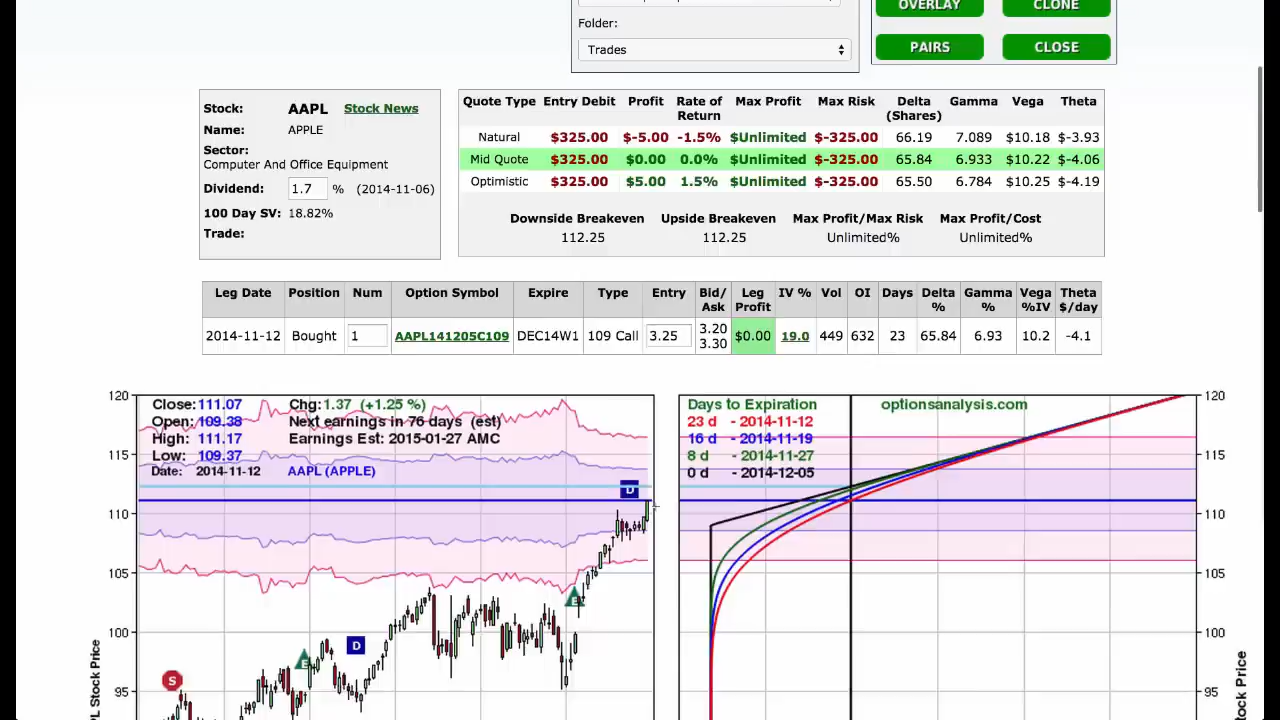 OVERLAY CLONE
Folder:
Trades
PAIRS CLOSE
Stock: AAPL Stock News
Name: APPLE
Sector:
Computer And Office Equipment
Dividend: 1.7 % (2014-11-06)
100 Day SV: 18.82%
Trade:
Quote Type Entry Debit Profit Rate of Return Max Profit Max Risk Delta (Shares) Gamma Vega Theta
Natural $325.00 $-5.00 -1.5% $Unlimited $-325.00 66.19 7.089 $10.18 $-3.93
Mid Quote $325.00 $0.00 0.0% $Unlimited $-325.00 65.84 6.933 $10.22 $-4.06
Optimistic $325.00 $5.00 1.5% $Unlimited $-325.00 65.50 6.784 $10.25 $-4.19
Downside Breakeven Upside Breakeven Max Profit/Max Risk Max Profit/Cost
112.25 112.25 Unlimited% Unlimited%
Leg Date Position Num Option Symbol Expire Type Entry Bid/ Ask Leg Profit IV % Vol OI Days Delta % Gamma % Vega %IV Theta $/day
2014-11-12 Bought 1 AAPL141205C109 DEC14W1 109 Call 3.25 3.20 3.30 $0.00 19.0 449 632 23 65.84 6.93 10.2 -4.1
120
Close: 111.07 Chg: 1.37 (+1.25 %)
Open: 109.38 Next earnings in 76 days (est)
High: 111.17 Earnings Est: 2015-01-27 AMC
Low: 109.37
Date: 2014-11-12 AAPL (APPLE)
115
110
105
100
95
D
E
D
E
S
PL Stock Price
Days to Expiration optionsanalysis.com
23 d - 2014-11-12
16 d - 2014-11-19
8 d - 2014-11-27
0 d - 2014-12-05
120
115
110
105
100
95
ock Price